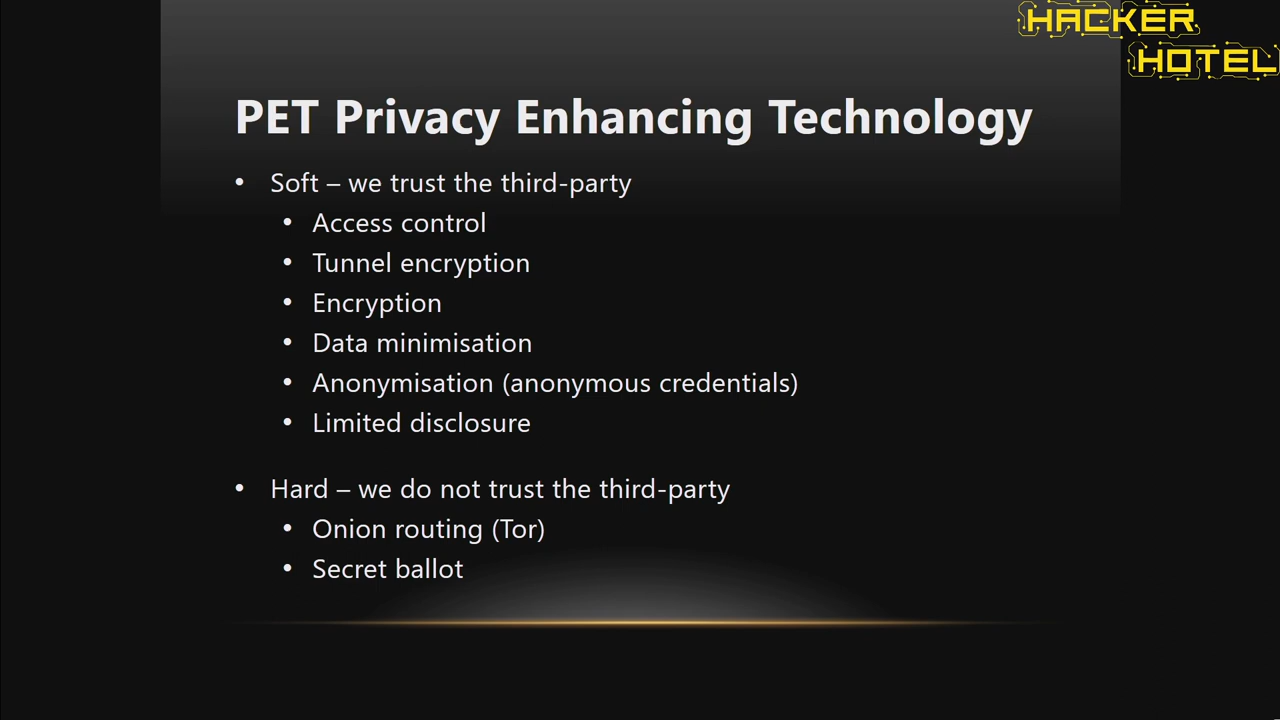 HACKER
HOTEL
PET Privacy Enhancing Technology
• Soft – we trust the third-party
• Access control
• Tunnel encryption
• Encryption
• Data minimisation
• Anonymisation (anonymous credentials)
• Limited disclosure
• Hard – we do not trust the third-party
• Onion routing (Tor)
• Secret ballot